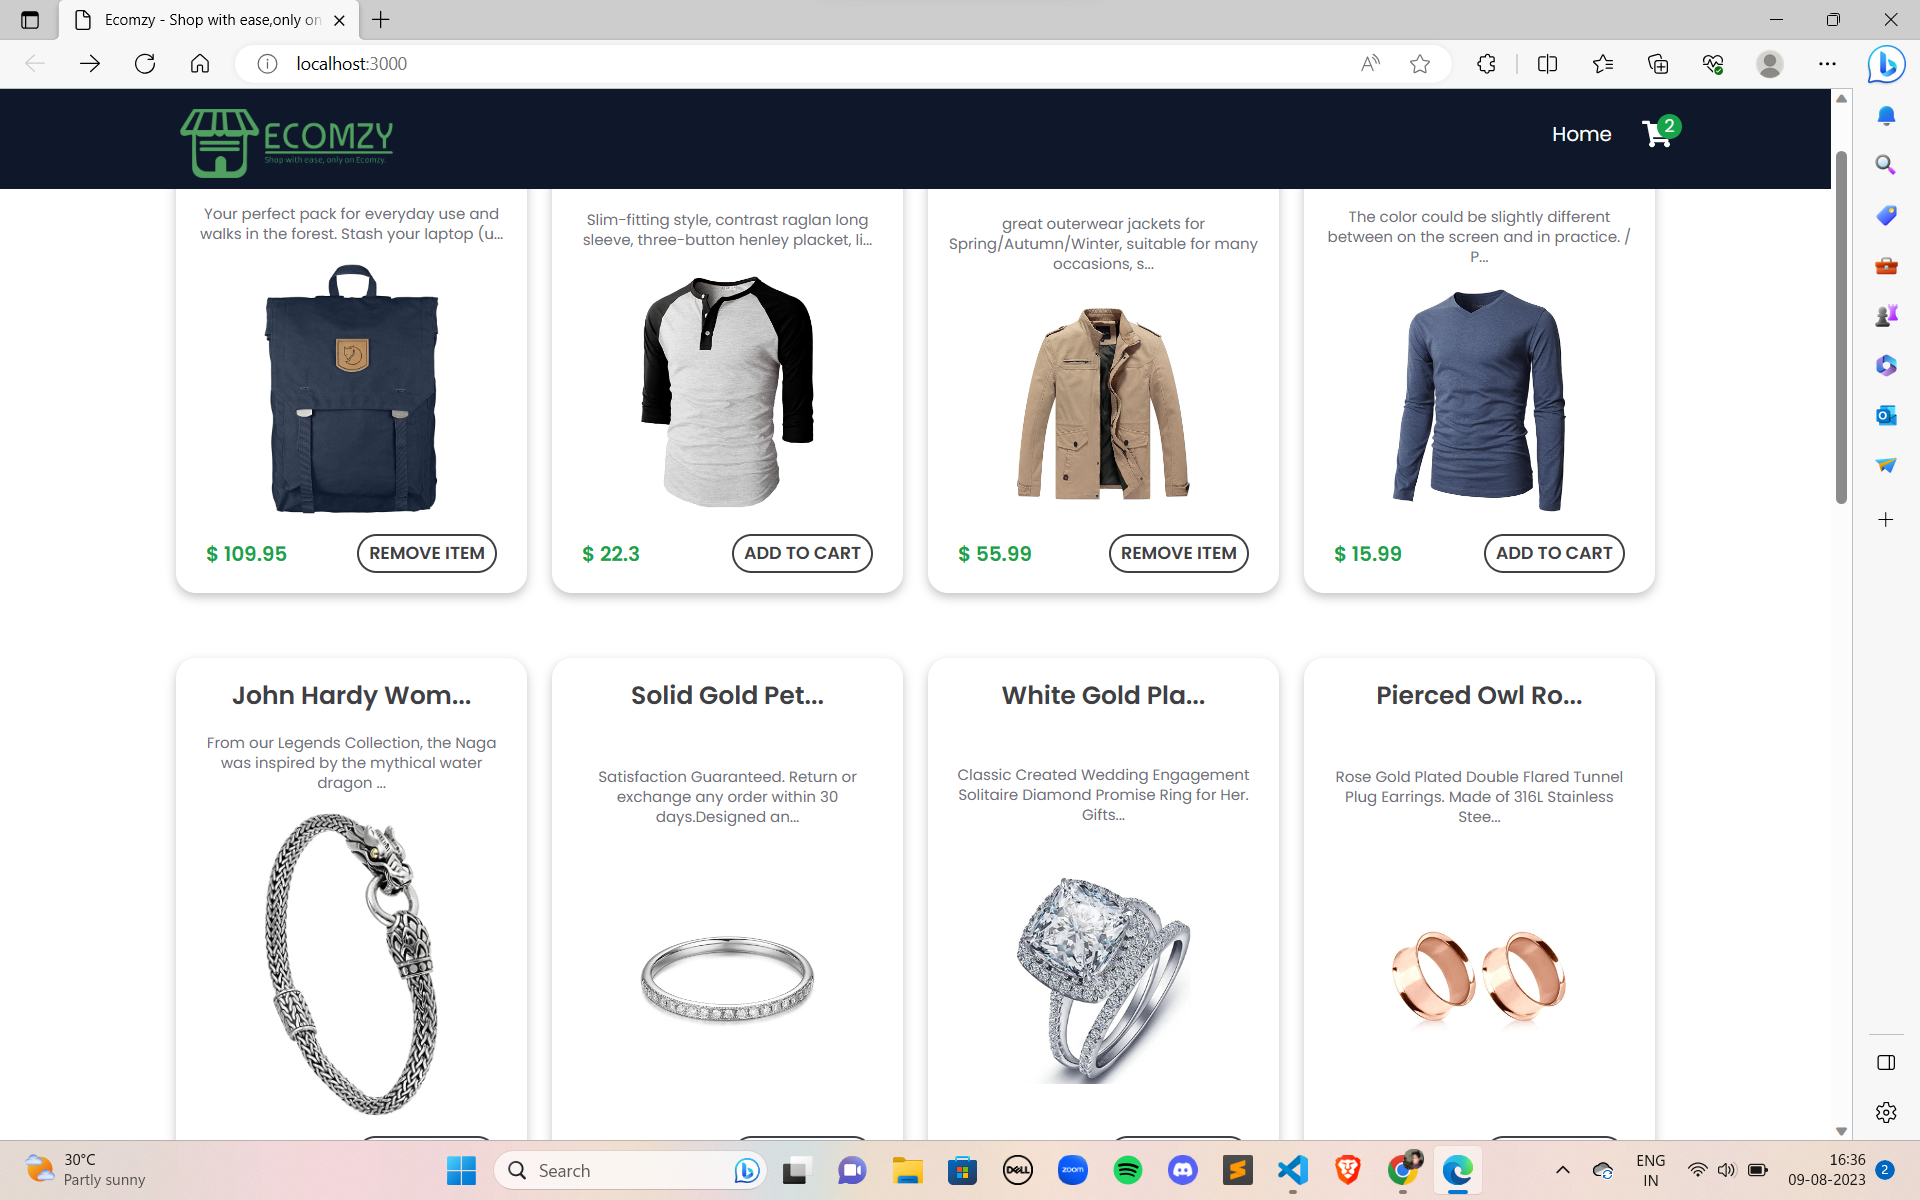 Ecomzy - Shop with ease,only on
localhost:3000
ECOMZY
Shop with ease, only on Ecomzy.
Home
2
Your perfect pack for everyday use and
walks in the forest. Stash your laptop (u...
$ 109.95
REMOVE ITEM
Slim-fitting style, contrast raglan long
sleeve, three-button henley placket, li...
$ 22.3
ADD TO CART
great outerwear jackets for
Spring/Autumn/Winter, suitable for many
occasions, s...
$ 55.99
REMOVE ITEM
The color could be slightly different
between on the screen and in practice. /
P...
$ 15.99
ADD TO CART
John Hardy Wom...
From our Legends Collection, the Naga
was inspired by the mythical water
dragon ...
Solid Gold Pet...
Satisfaction Guaranteed. Return or
exchange any order within 30
days.Designed an...
White Gold Pla...
Classic Created Wedding Engagement
Solitaire Diamond Promise Ring for Her.
Gifts...
Pierced Owl Ro...
Rose Gold Plated Double Flared Tunnel
Plug Earrings. Made of 316L Stainless
Stee...
30°C
Partly sunny
Search
DELL
zoom
ENG
IN
16:36
09-08-2023
2